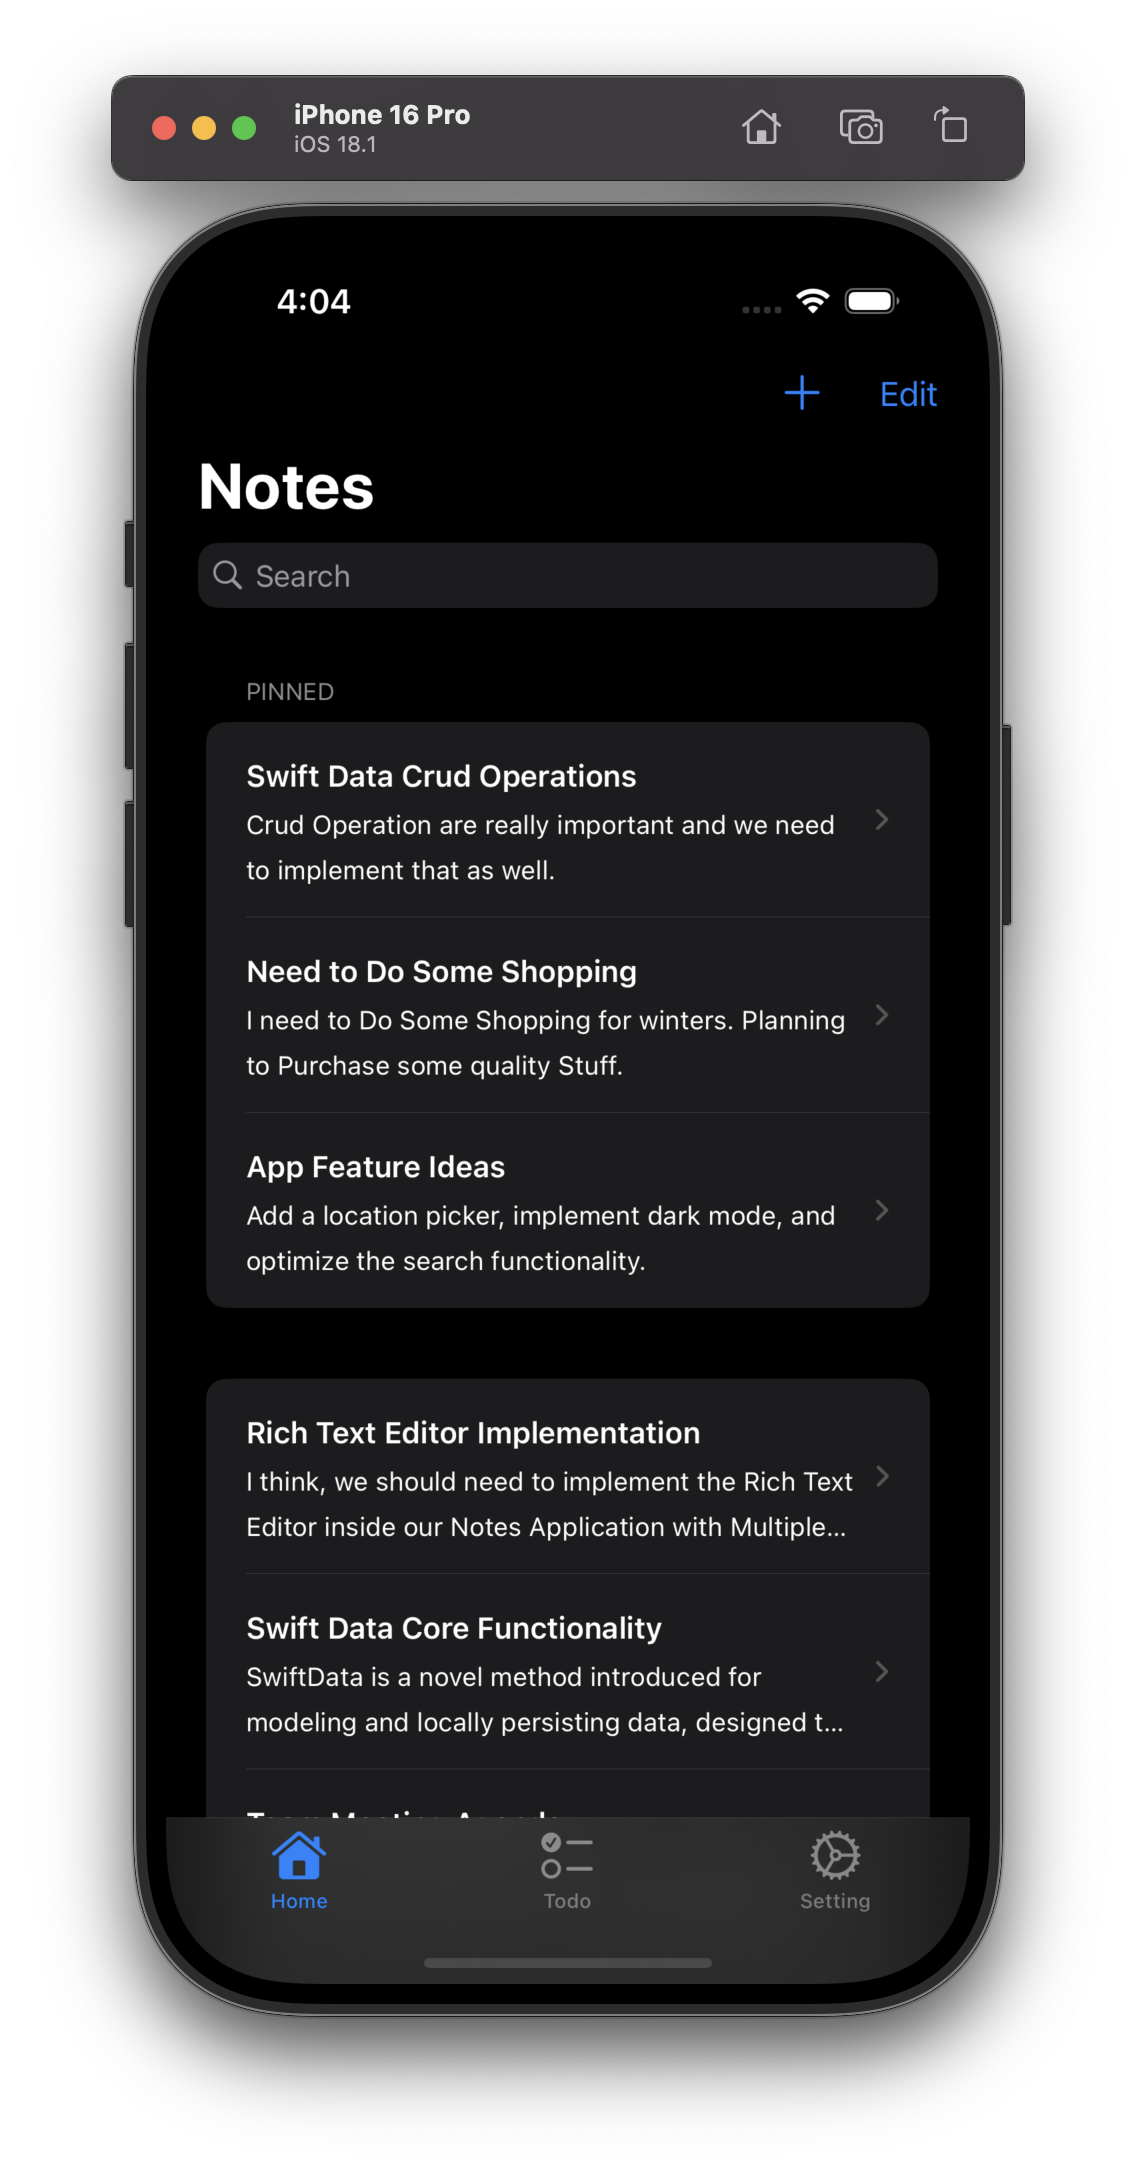 iPhone 16 Pro
iOS 18.1
4:04
Edit
Notes
Search
PINNED
Swift Data Crud Operations
Crud Operation are really important and we need
to implement that as well.
Need to Do Some Shopping
I need to Do Some Shopping for winters. Planning
to Purchase some quality Stuff.
App Feature Ideas
Add a location picker, implement dark mode, and
optimize the search functionality.
Rich Text Editor Implementation
I think, we should need to implement the Rich Text
Editor inside our Notes Application with Multiple...
Swift Data Core Functionality
SwiftData is a novel method introduced for
modeling and locally persisting data, designed t...
Home
Todo
Setting